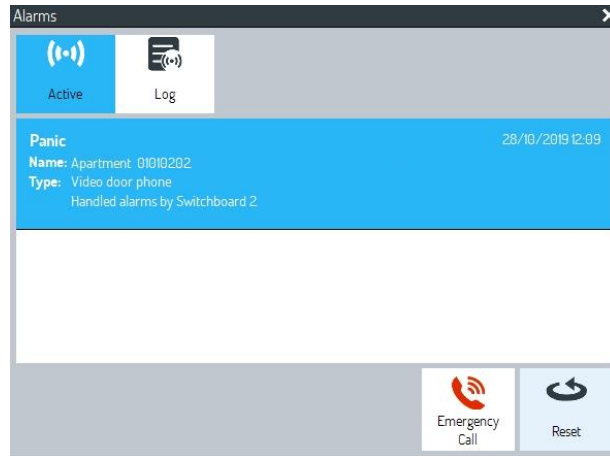 Alarms
Active
Log
Panic 28/10/2019 12:09
Name: Apartment 01010202
Type: Video door phone
Handled alarms by Switchboard 2
Emergency
Call
Reset